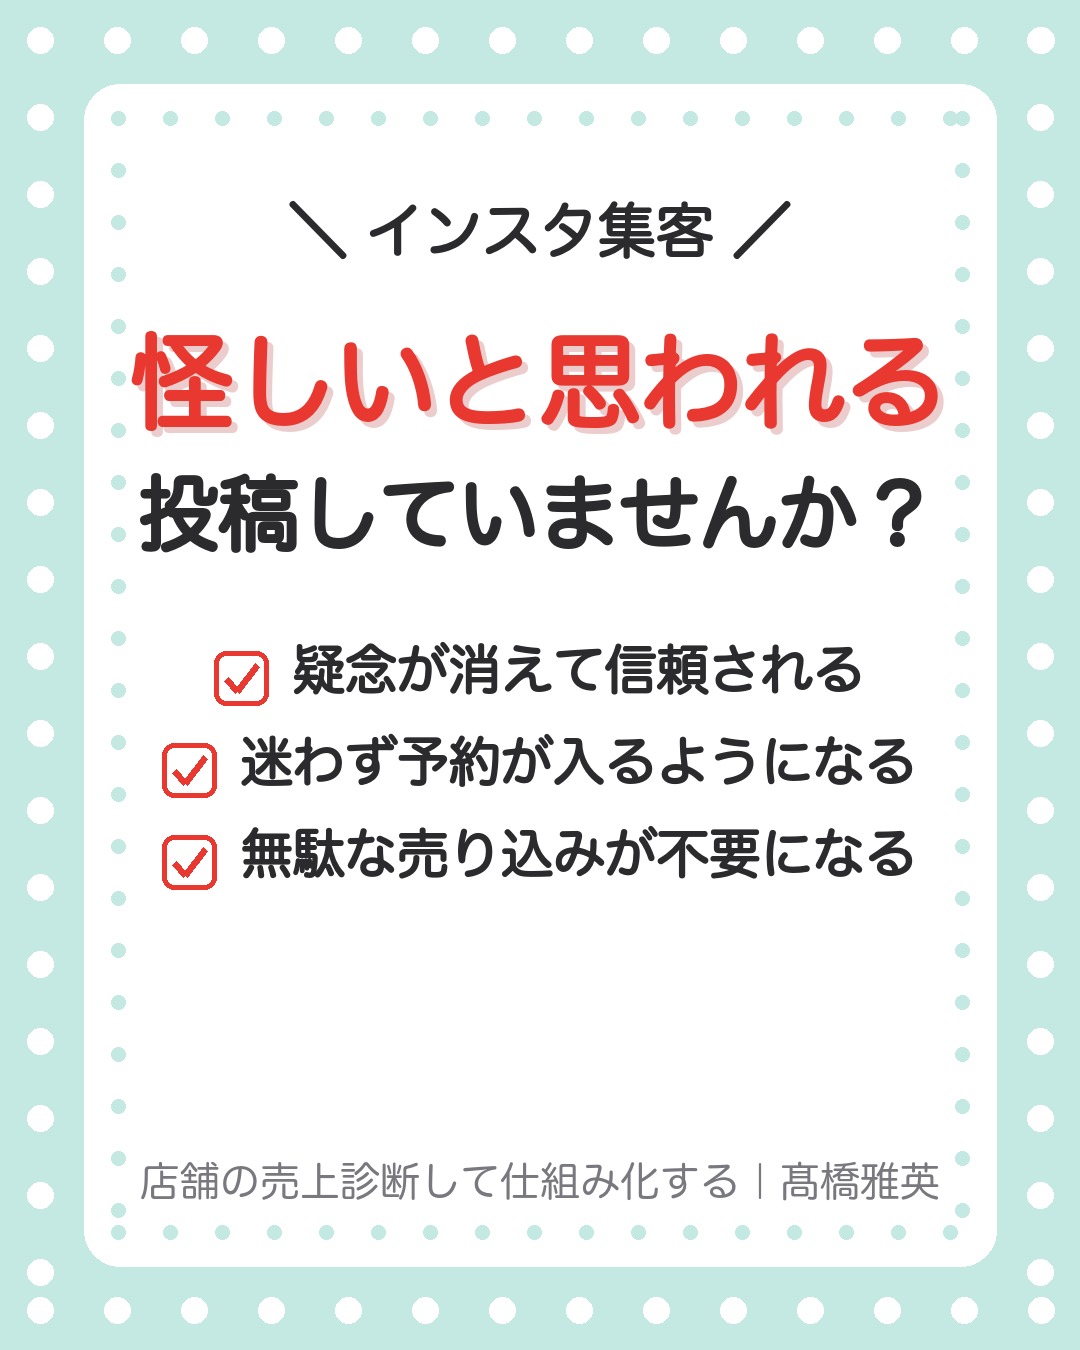 ＼ インスタ集客 ／
怪しいと思われる
投稿していませんか？
疑念が消えて信頼される
迷わず予約が入るようになる
無駄な売り込みが不要になる
店舗の売上診断して仕組み化する｜髙橋雅英